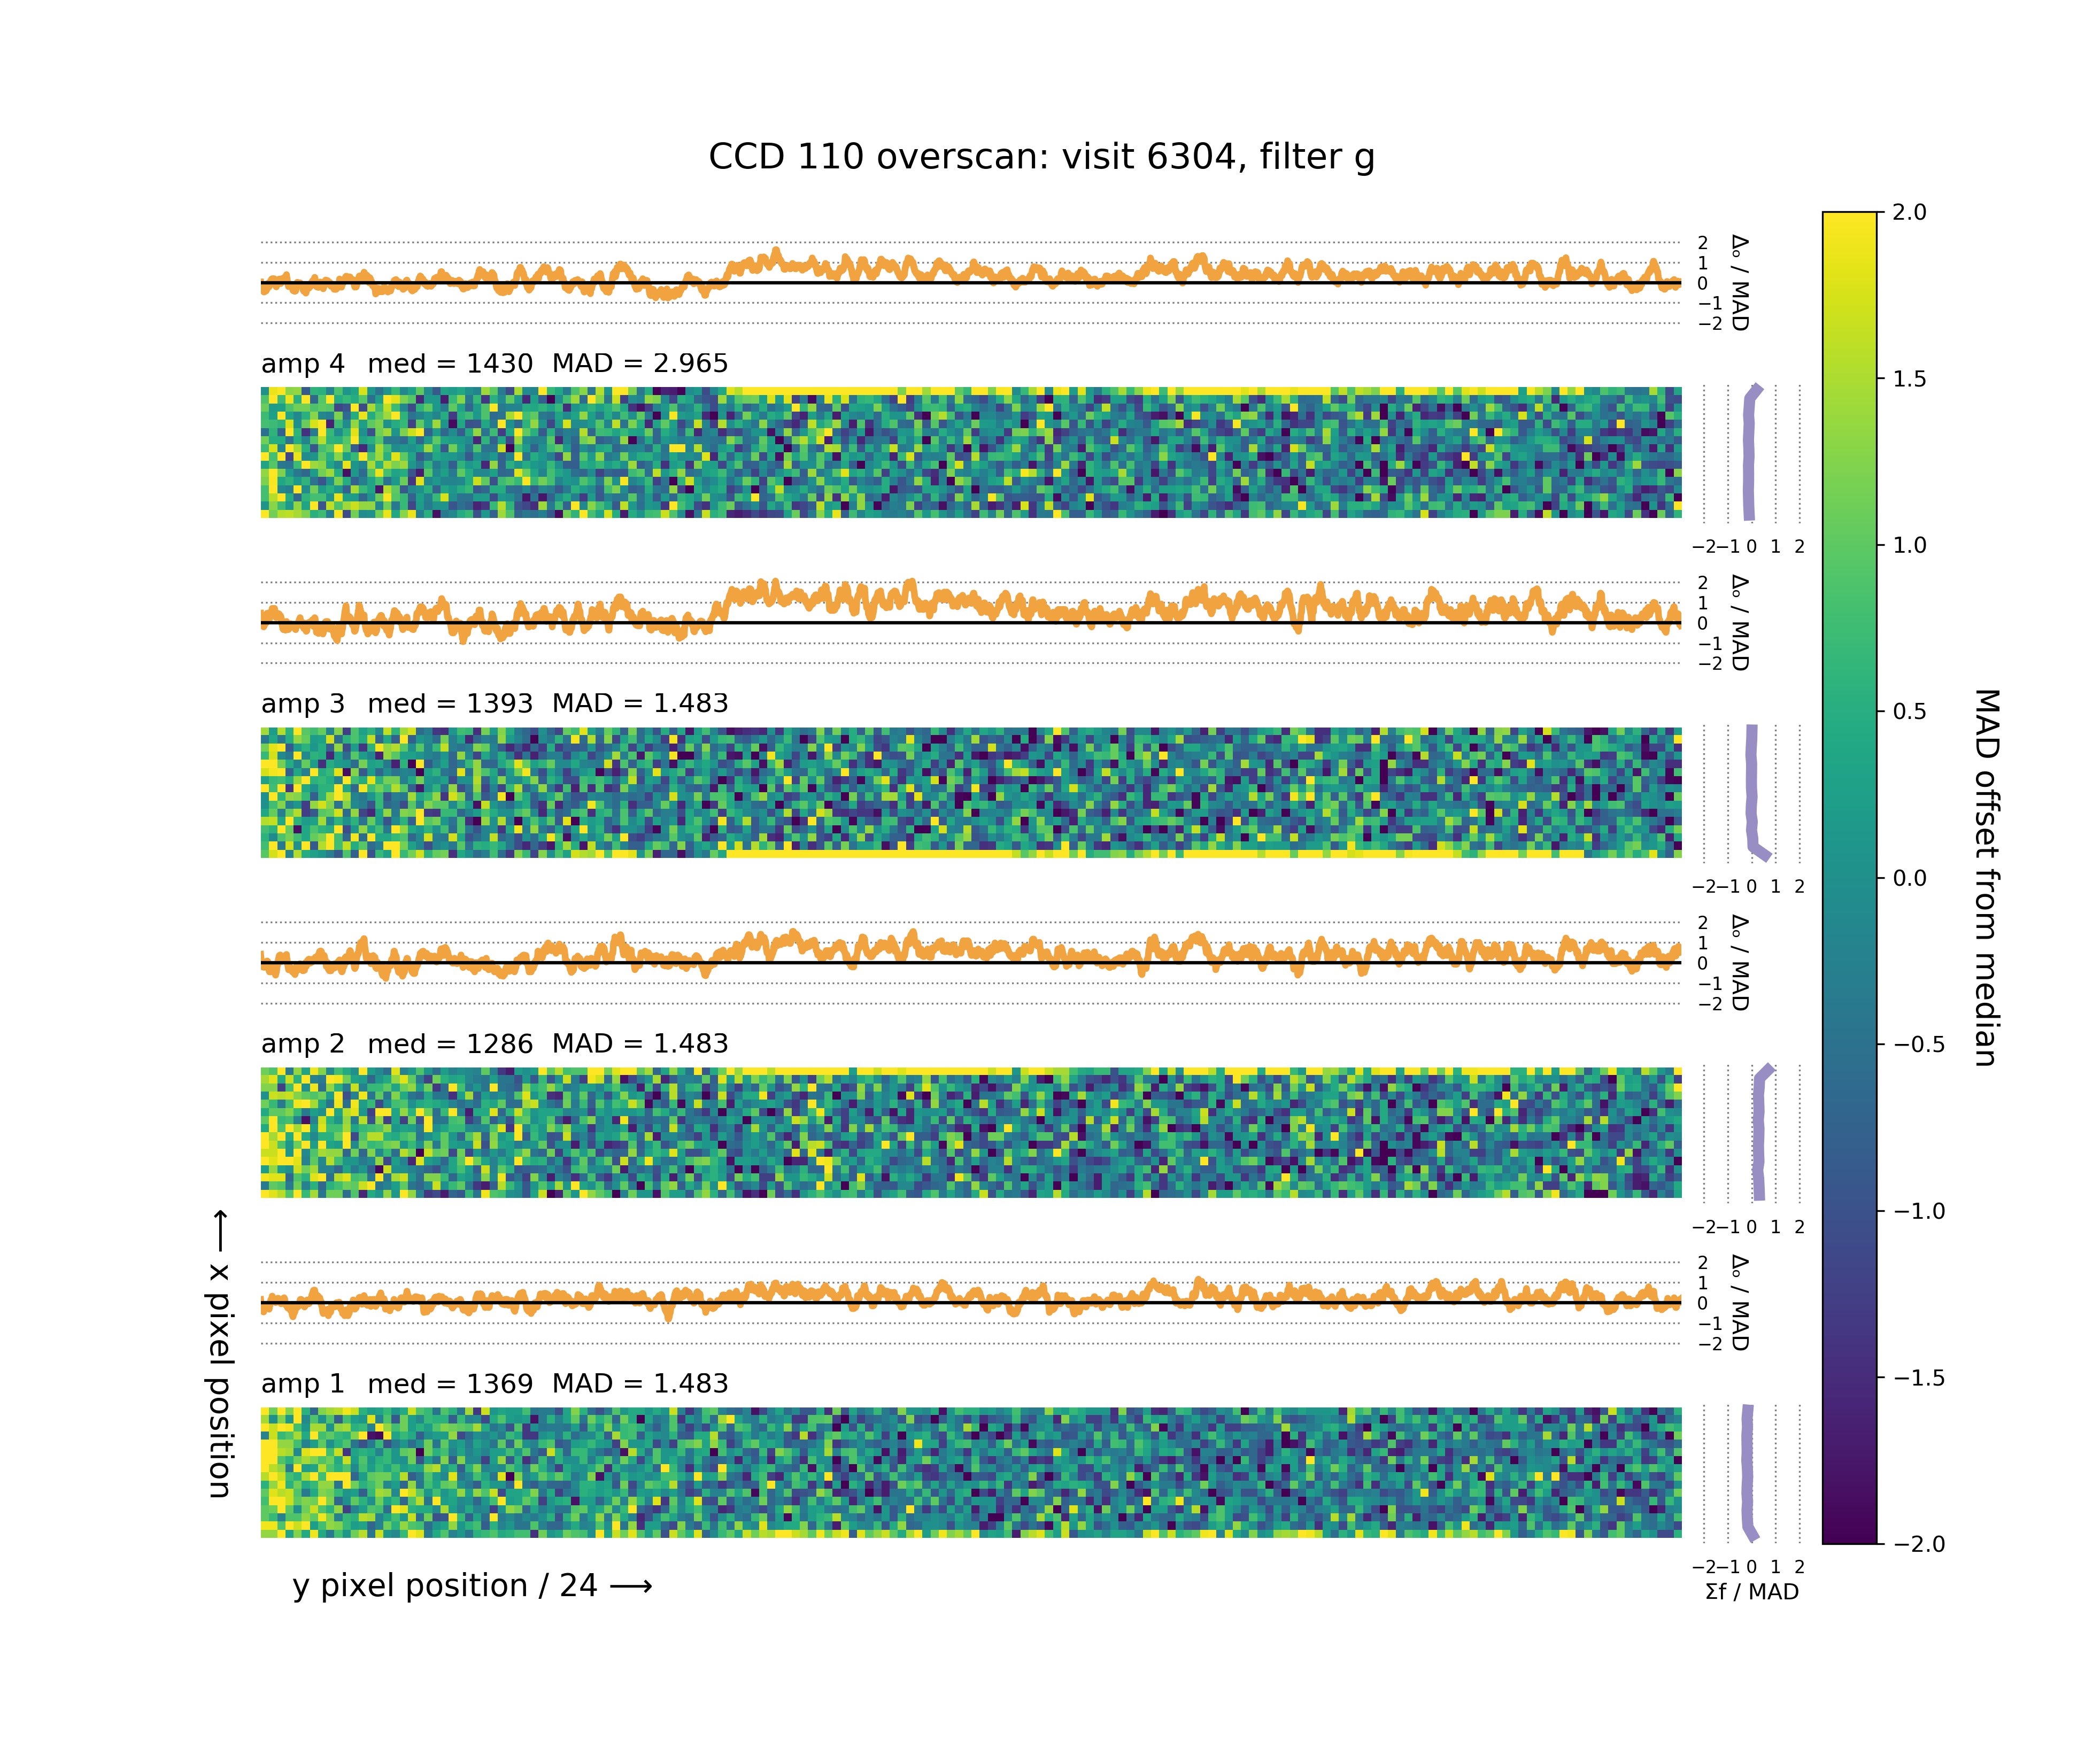 CCD 110 overscan: visit 6304, filter g
2
1
0
−1
−2
Δₒ / MAD
amp 4 med = 1430 MAD = 2.965
−2 −1 0 1 2
2
1
0
−1
−2
Δₒ / MAD
amp 3 med = 1393 MAD = 1.483
−2 −1 0 1 2
2
1
0
−1
−2
Δₒ / MAD
amp 2 med = 1286 MAD = 1.483
−2 −1 0 1 2
2
1
0
−1
−2
Δₒ / MAD
amp 1 med = 1369 MAD = 1.483
−2 −1 0 1 2
Σf / MAD
⟵ x pixel position
y pixel position / 24 ⟶
2.0
1.5
1.0
0.5
0.0
−0.5
−1.0
−1.5
−2.0
MAD offset from median